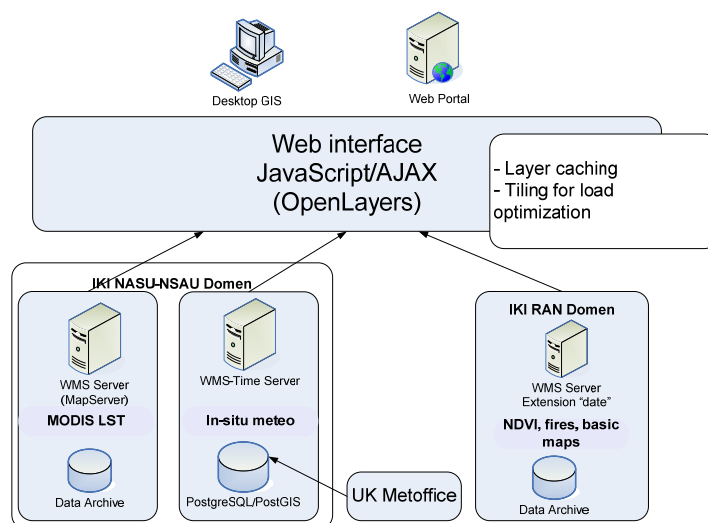 Desktop GIS
Web Portal
Web interface
JavaScript/AJAX
(OpenLayers)
- Layer caching
- Tiling for load
optimization
IKI NASU-NSAU Domen
WMS Server
(MapServer)
MODIS LST
Data Archive
WMS-Time Server
In-situ meteo
PostgreSQL/PostGIS
UK Metoffice
IKI RAN Domen
WMS Server
Extension “date”
NDVI, fires, basic
maps
Data Archive